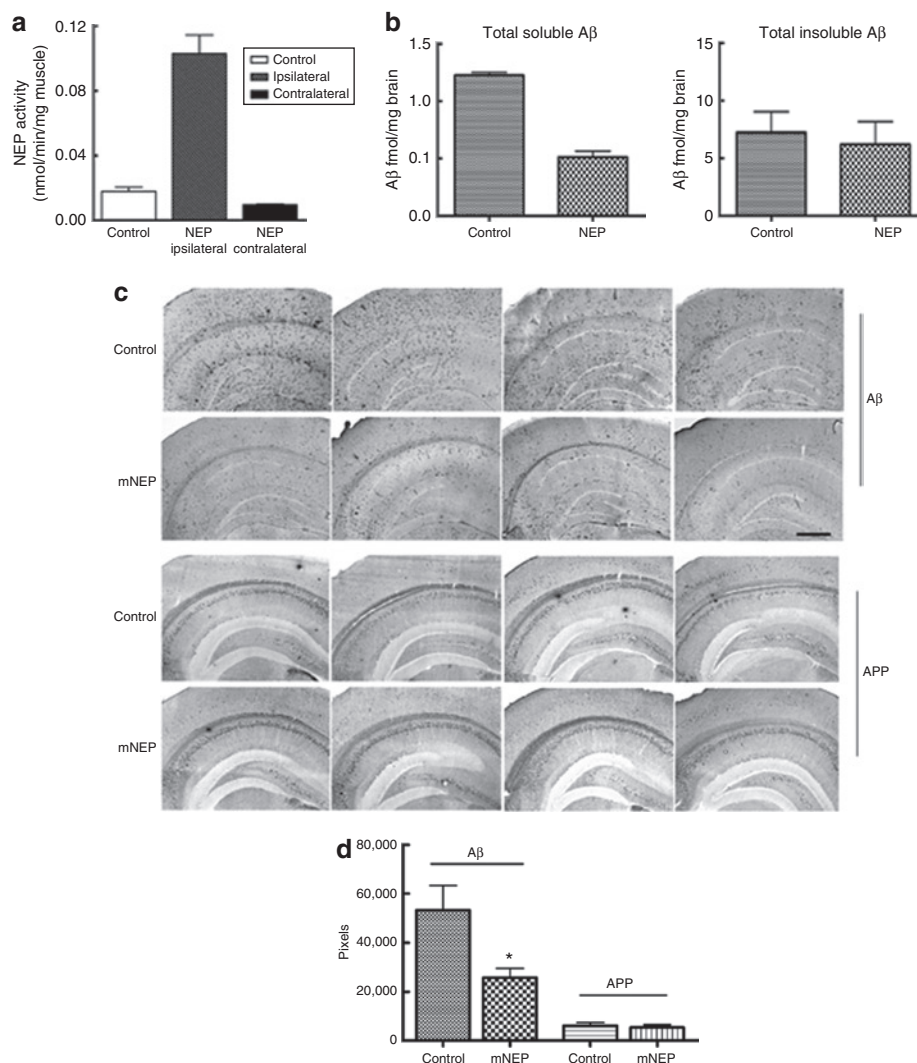 a
NEP activity
(nmol/min/mg muscle)
0.12
0.08
0.04
0.00
Control
Ipsilateral
Contralateral
Control
NEP
ipsilateral
NEP
contralateral
b
Total soluble Aβ
Aβ fmol/mg brain
1.5
1.0
0.1
0.0
Control
NEP
Total insoluble Aβ
Aβ fmol/mg brain
15
10
5
0
Control
NEP
c
Control
mNEP
Aβ
Control
mNEP
APP
d
Pixels
80,000
60,000
40,000
20,000
0
Aβ
*
APP
Control
mNEP
Control
mNEP